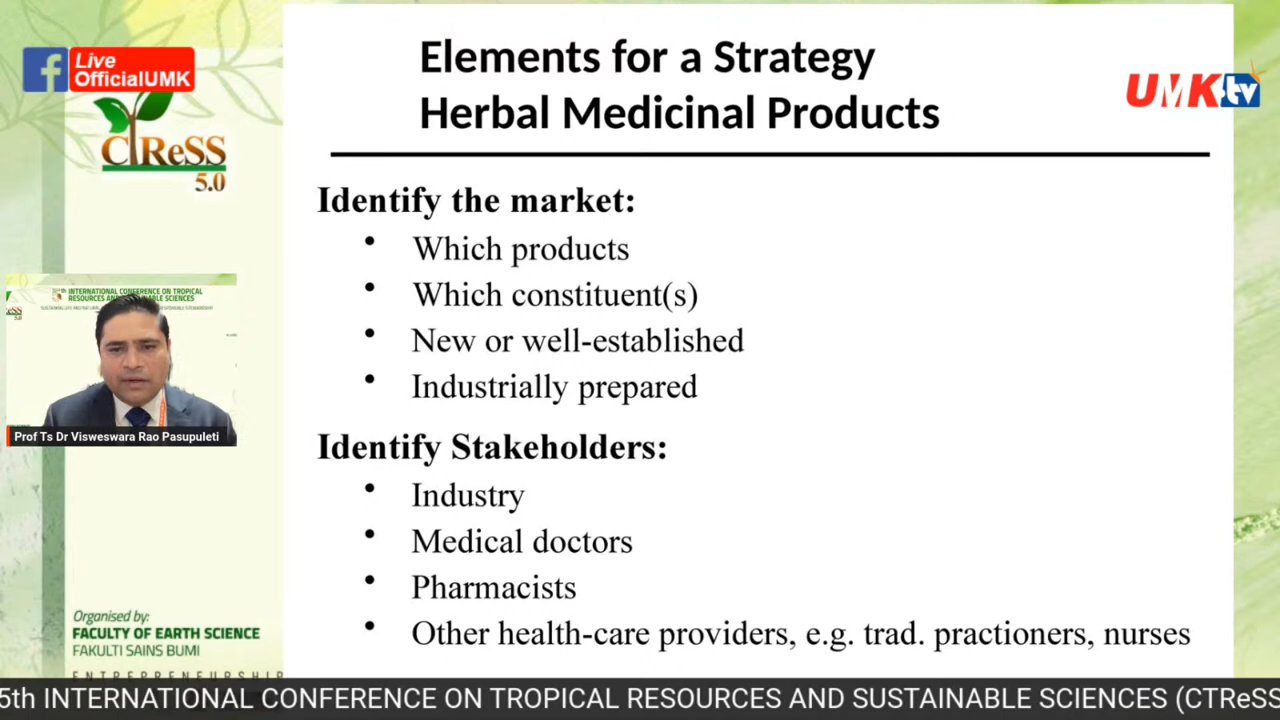 Live
OfficialUMK
CTReSS
5.0
UMK tv
Elements for a Strategy
Herbal Medicinal Products
Identify the market:
• Which products
• Which constituent(s)
• New or well-established
• Industrially prepared
Identify Stakeholders:
• Industry
• Medical doctors
• Pharmacists
• Other health-care providers, e.g. trad. practioners, nurses
INTERNATIONAL CONFERENCE ON TROPICAL
Prof Ts Dr Visweswara Rao Pasupuleti
Organised by:
FACULTY OF EARTH SCIENCE
FAKULTI SAINS BUMI
ENTREPRENEURSHIP
5th INTERNATIONAL CONFERENCE ON TROPICAL RESOURCES AND SUSTAINABLE SCIENCES (CTReSS